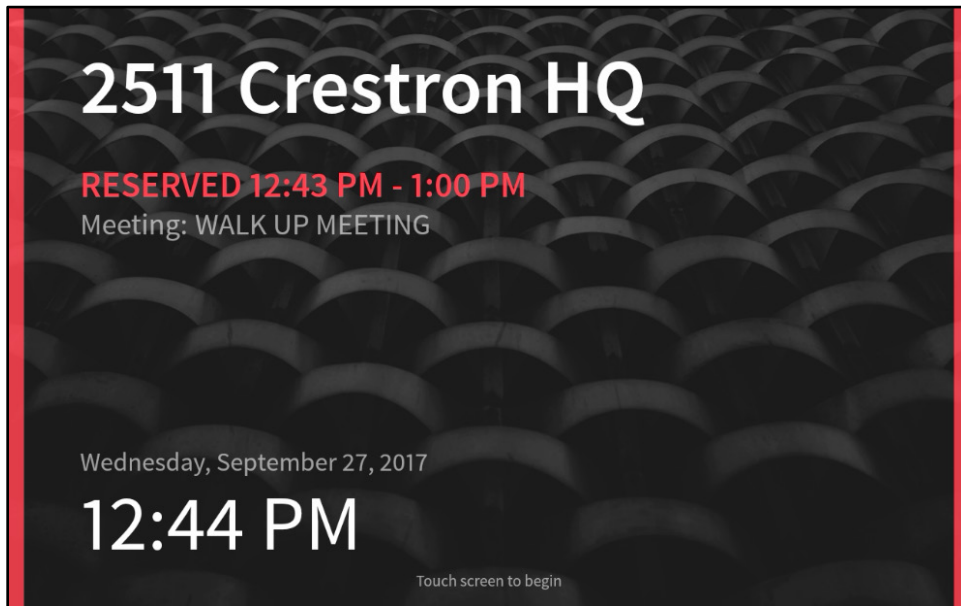 2511 Crestron HQ
RESERVED 12:43 PM - 1:00 PM
Meeting: WALK UP MEETING
Wednesday, September 27, 2017
12:44 PM
Touch screen to begin